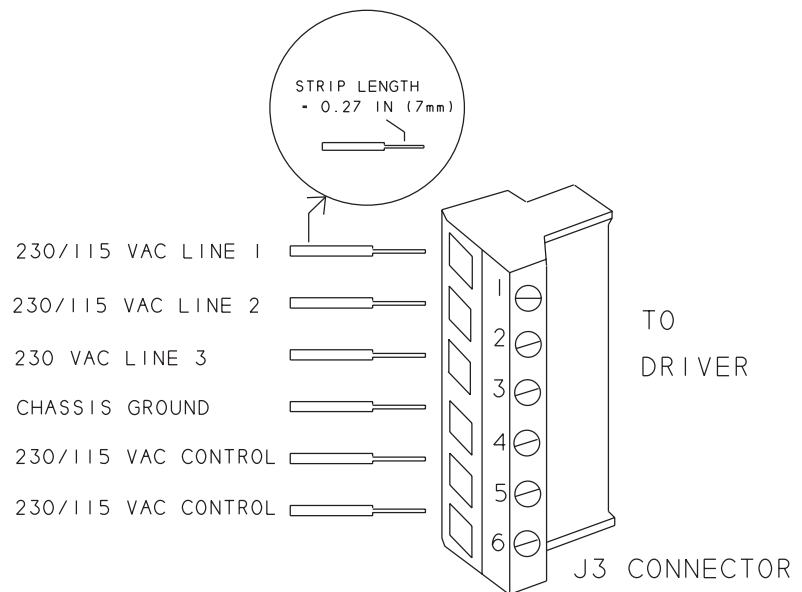 STRIP LENGTH
- 0.27 IN (7mm)
230/115 VAC LINE 1
230/115 VAC LINE 2
230 VAC LINE 3
CHASSIS GROUND
230/115 VAC CONTROL
230/115 VAC CONTROL
1
2
3
4
5
6
TO
DRIVER
J3 CONNECTOR